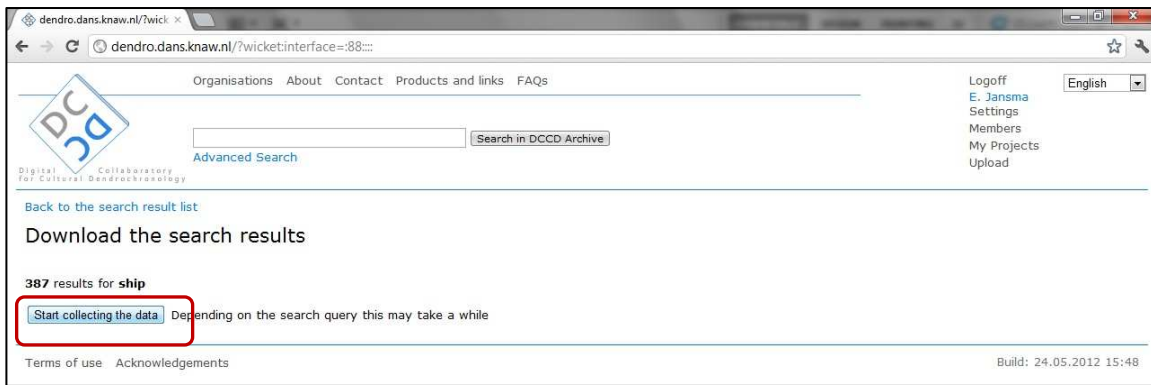 dendro.dans.knaw.nl/?wick
dendro.dans.knaw.nl/?wicket:interface=:88::::
Organisations About Contact Products and links FAQs
Logoff
English
E. Jansma
Settings
Members
My Projects
Upload
DC
CD
Digital Collaboratory
for Cultural Dendrochronology
Search in DCCD Archive
Advanced Search
Back to the search result list
Download the search results
387 results for ship
Start collecting the data Depending on the search query this may take a while
Terms of use Acknowledgements
Build: 24.05.2012 15:48